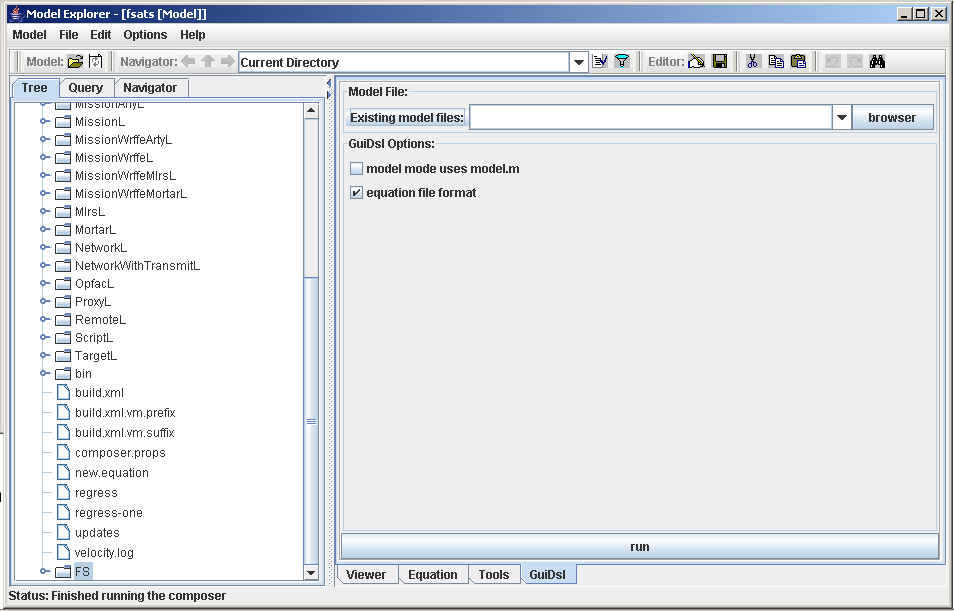 Model Explorer - [fsats [Model]]
Model File Edit Options Help
Model: Navigator: Current Directory Editor:
Tree Query Navigator
MissionAnyL
MissionL
MissionWrffeArtyL
MissionWrffeL
MissionWrffeMlrsL
MissionWrffeMortarL
MlrsL
MortarL
NetworkL
NetworkWithTransmitL
OpfacL
ProxyL
RemoteL
ScriptL
TargetL
bin
build.xml
build.xml.vm.prefix
build.xml.vm.suffix
composer.props
new.equation
regress
regress-one
updates
velocity.log
FS
Model File:
Existing model files: browser
GuiDsl Options:
model mode uses model.m
equation file format
run
Viewer Equation Tools GuiDsl
Status: Finished running the composer